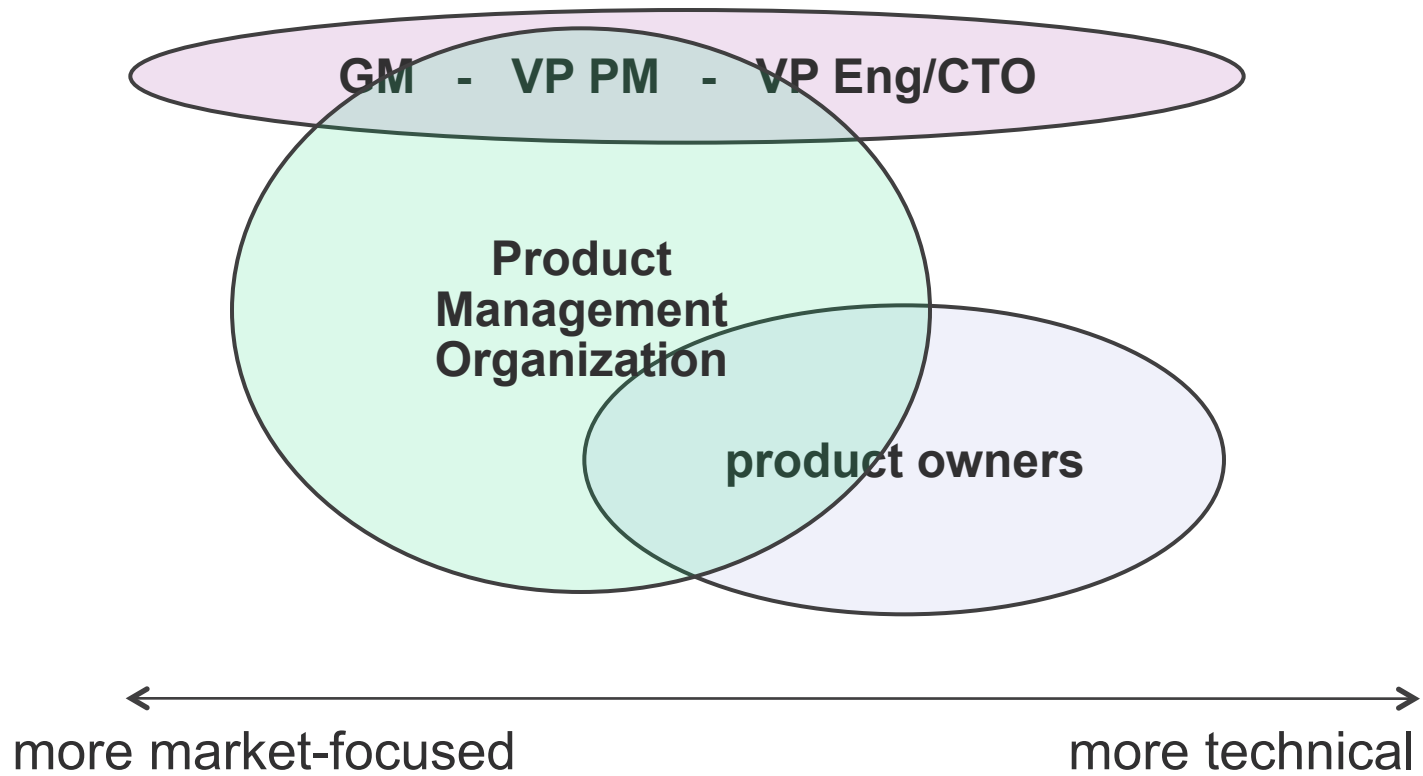 GM - VP PM - VP Eng/CTO
Product
Management
Organization
product owners
more market-focused
more technical